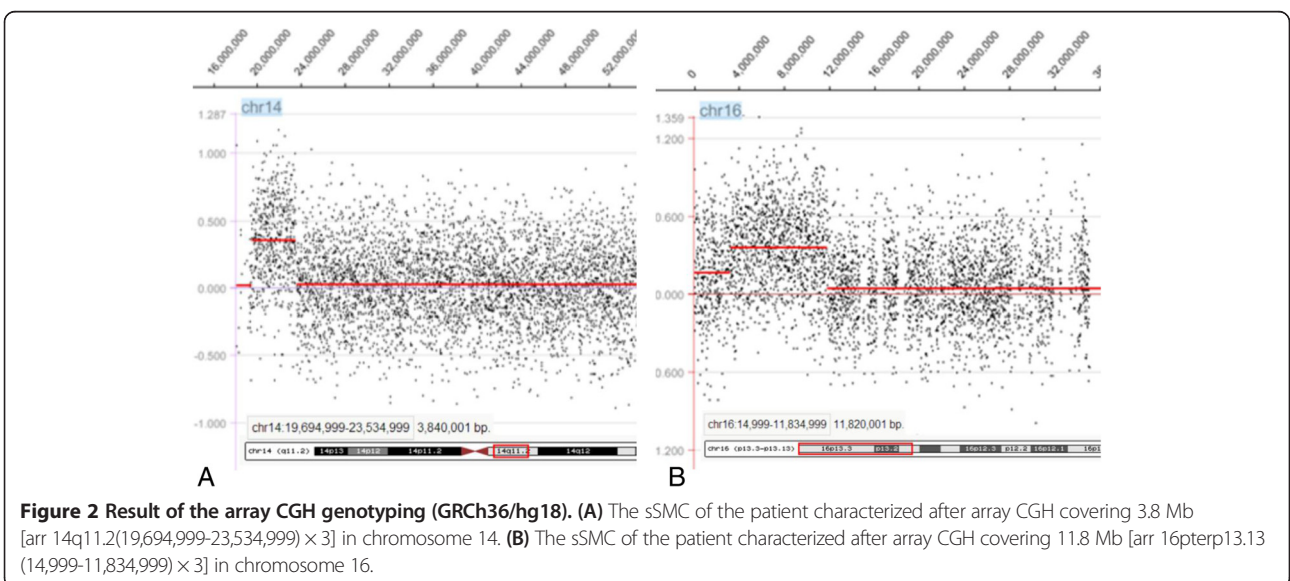 16,000,000 20,000,000 24,000,000 28,000,000 32,000,000 36,000,000 40,000,000 44,000,000 48,000,000 52,000,000
chr14
1.287
1.000
0.500
0.000
-0.500
-1.000
chr14:19,694,999-23,534,999 3,840,001 bp.
chr14 (q11.2) 14p13 14p12 14p11.2 14q11.2 14q12
A
0 4,000,000 8,000,000 12,000,000 16,000,000 20,000,000 24,000,000 28,000,000 32,000,000
chr16
1.359
1.200
0.600
0.000
0.600
1.200
chr16:14,999-11,834,999 11,820,001 bp.
chr16 (p13.3-p13.13) 16p13.3 p13.2 16p12.3 p12.2 16p12.1 16p1
B
Figure 2 Result of the array CGH genotyping (GRCh36/hg18). (A) The sSMC of the patient characterized after array CGH covering 3.8 Mb
[arr 14q11.2(19,694,999-23,534,999) × 3] in chromosome 14. (B) The sSMC of the patient characterized after array CGH covering 11.8 Mb [arr 16pterp13.13
(14,999-11,834,999) × 3] in chromosome 16.